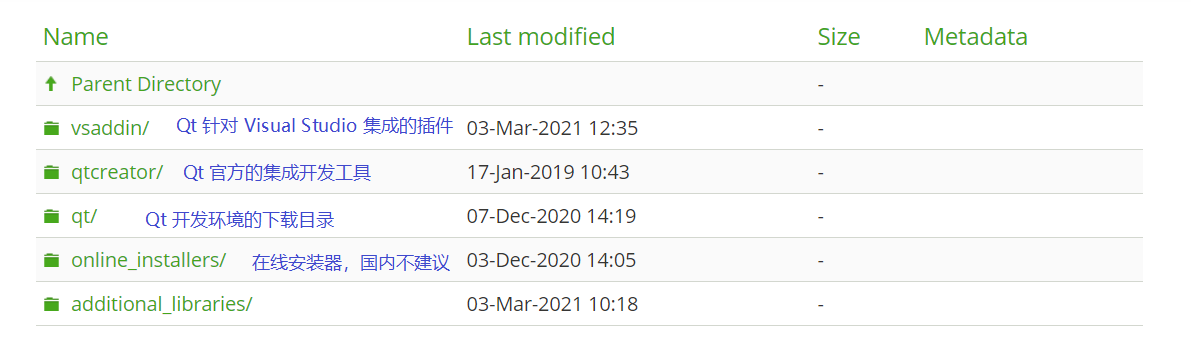 Name Last modified Size Metadata
Parent Directory -
vsaddin/ Qt 针对 Visual Studio 集成的插件 03-Mar-2021 12:35 -
qtcreator/ Qt 官方的集成开发工具 17-Jan-2019 10:43 -
qt/ Qt 开发环境的下载目录 07-Dec-2020 14:19 -
online_installers/ 在线安装器，国内不建议 03-Dec-2020 14:05 -
additional_libraries/ 03-Mar-2021 10:18 -